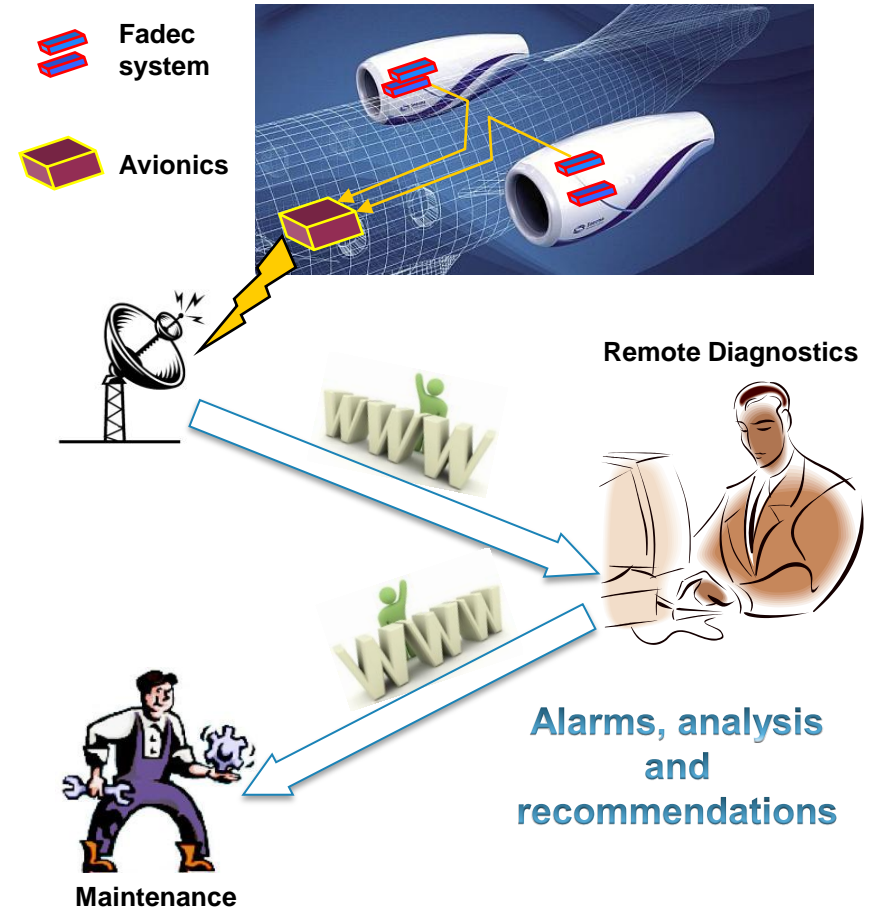 Fadec
system
Avionics
Remote Diagnostics
WWW
WWW
Alarms, analysis
and
recommendations
Maintenance